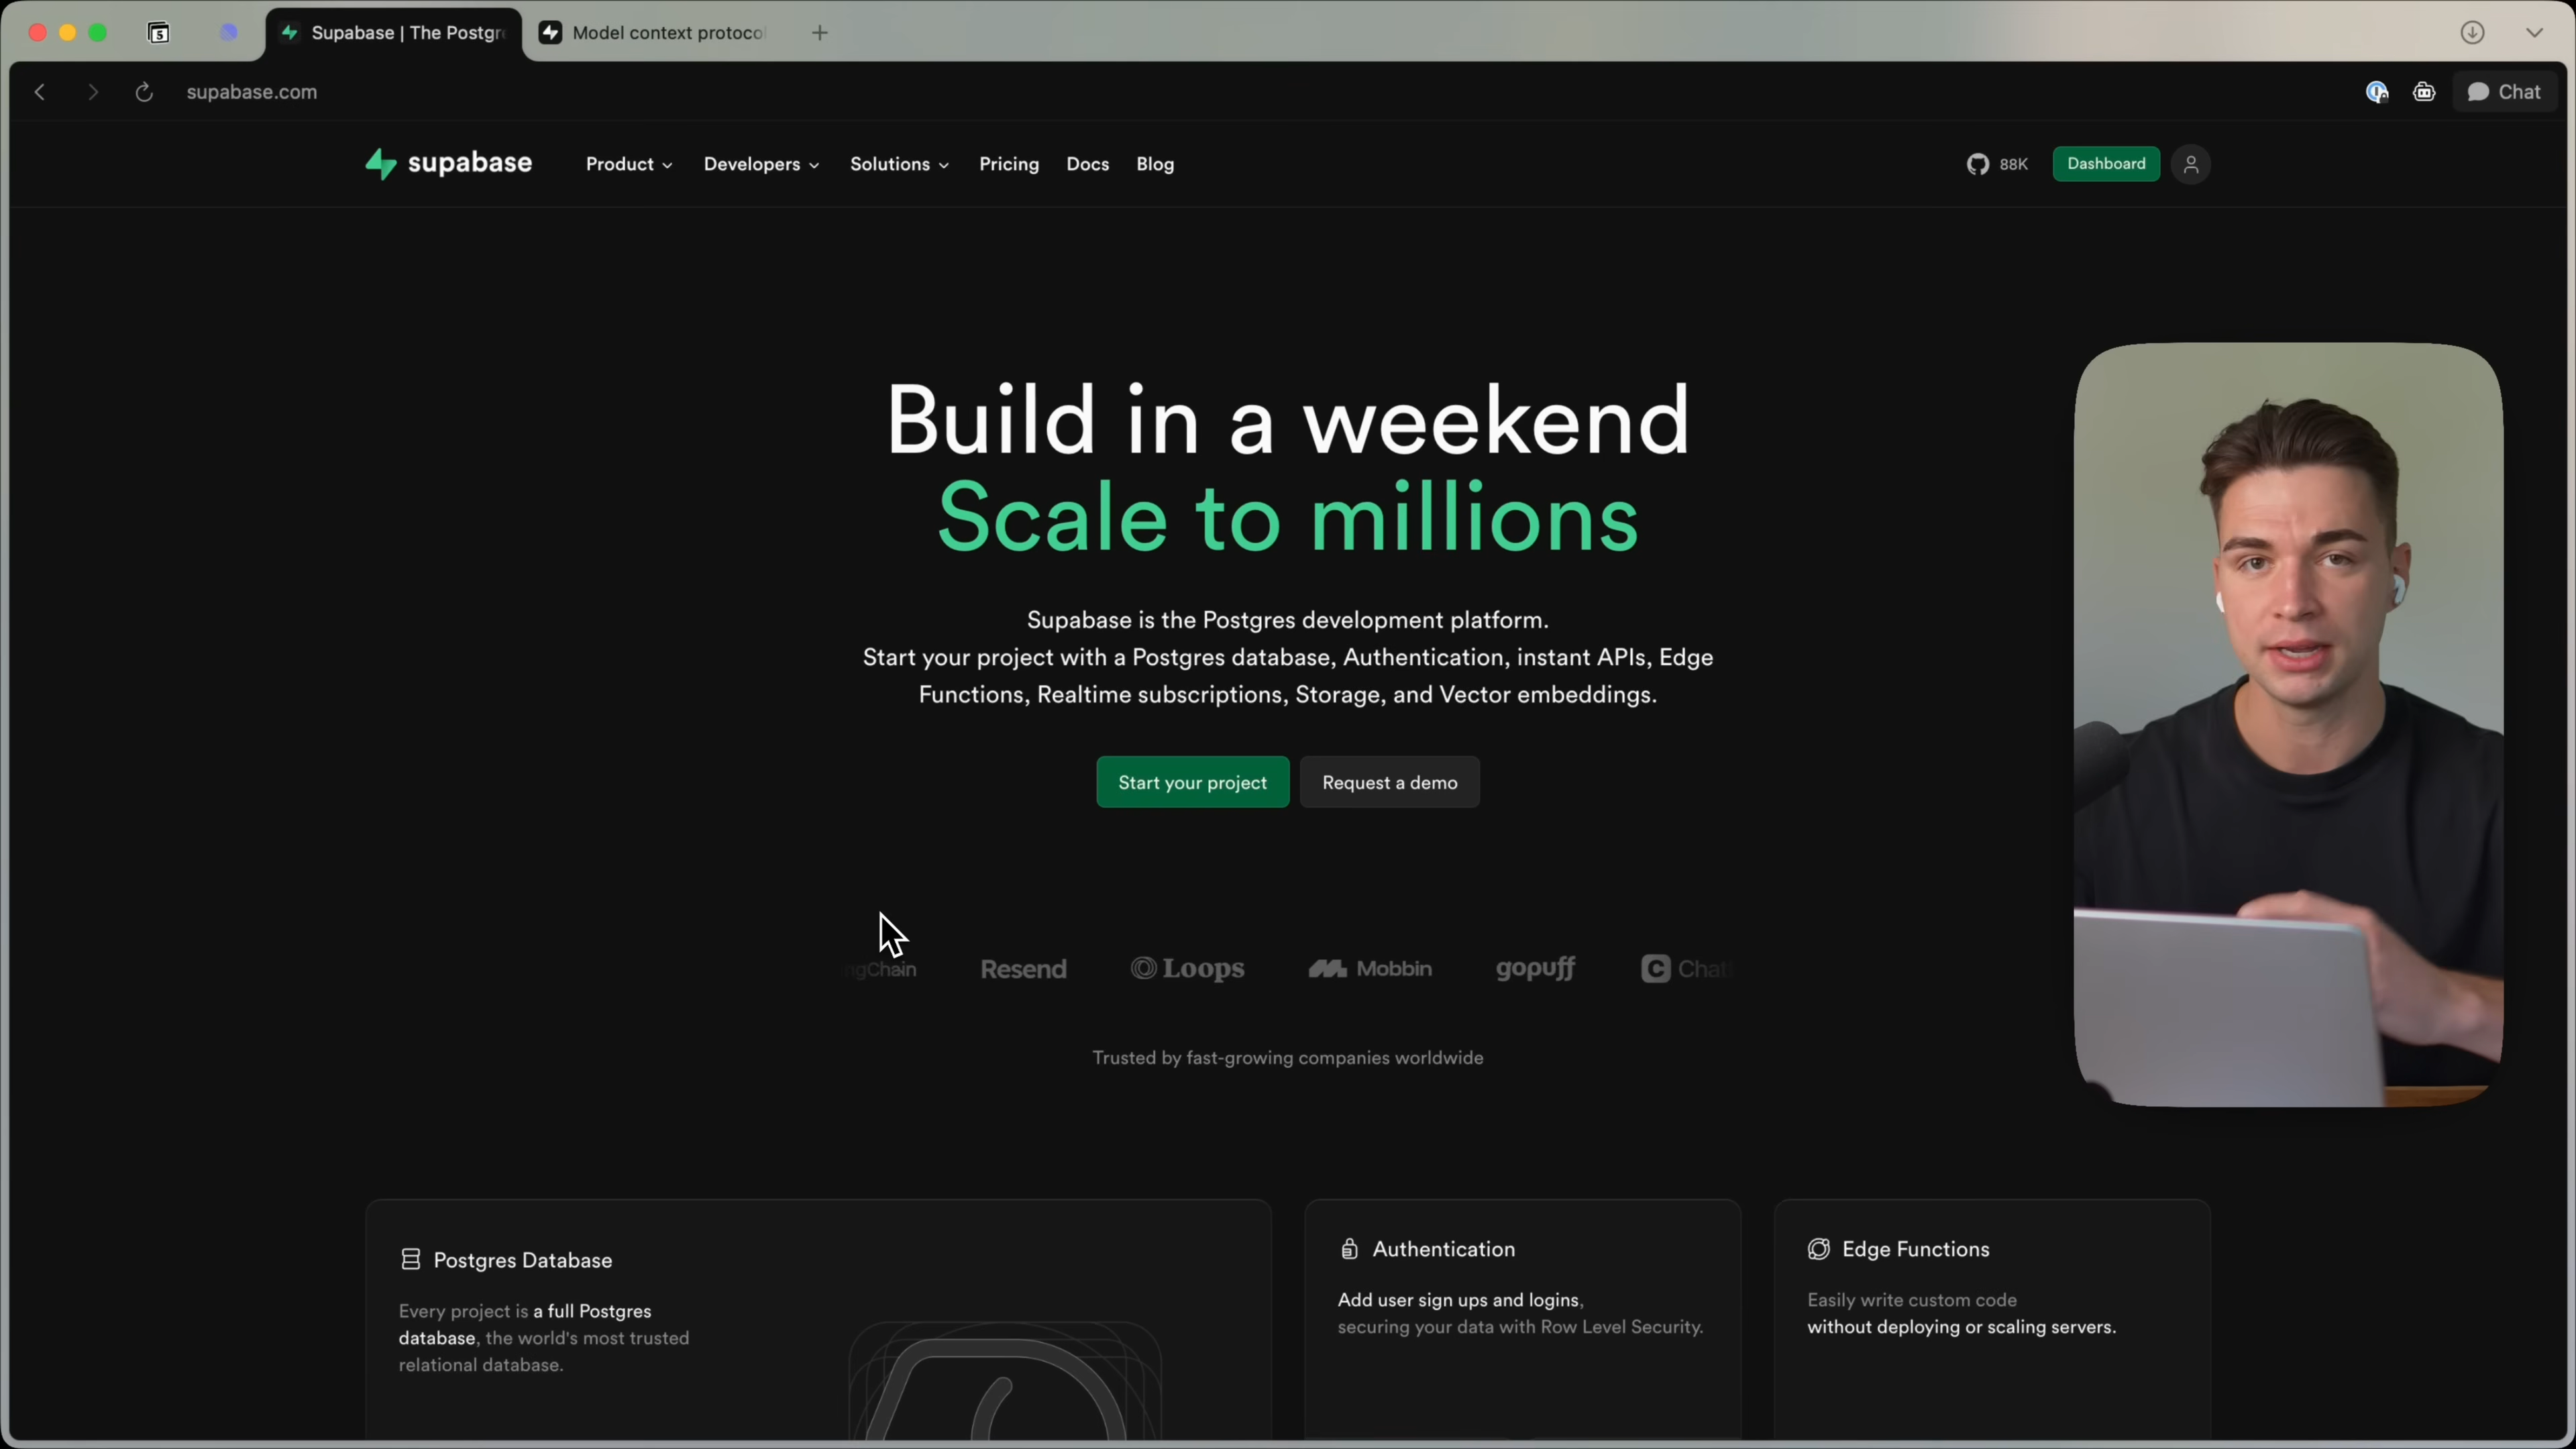 5
Supabase | The Postgre
Model context protocol
supabase.com
Chat
supabase
Product
Developers
Solutions
Pricing
Docs
Blog
88K
Dashboard
Build in a weekend
Scale to millions
Supabase is the Postgres development platform.
Start your project with a Postgres database, Authentication, instant APIs, Edge
Functions, Realtime subscriptions, Storage, and Vector embeddings.
Start your project
Request a demo
ngChain
Resend
Loops
Mobbin
gopuff
Chat
Trusted by fast-growing companies worldwide
Postgres Database
Every project is a full Postgres
database, the world's most trusted
relational database.
Authentication
Add user sign ups and logins,
securing your data with Row Level Security.
Edge Functions
Easily write custom code
without deploying or scaling servers.